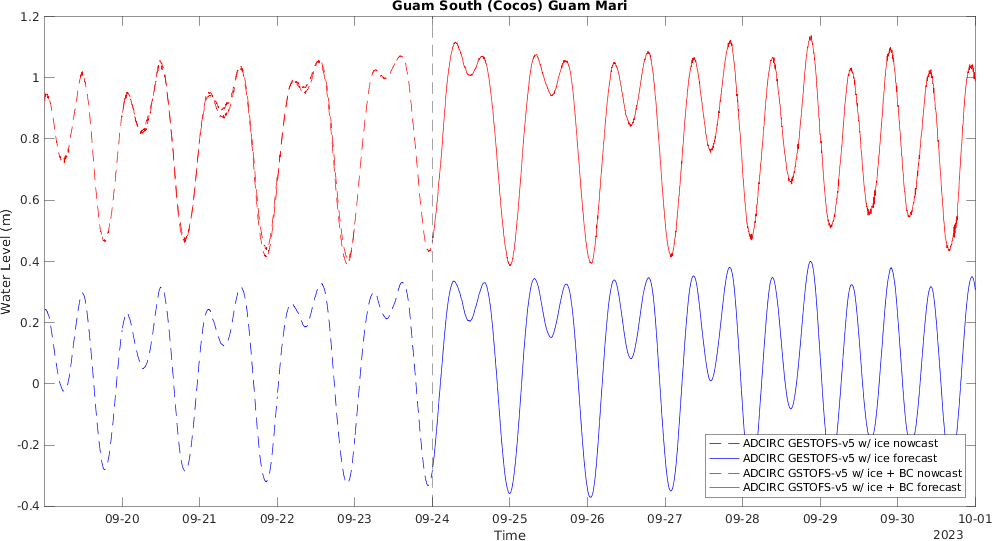 Guam South (Cocos) Guam Mari
1.2
1
0.8
0.6
0.4
0.2
0
-0.2
-0.4
Water Level (m)
ADCIRC GESTOFS-v5 w/ ice nowcast
ADCIRC GESTOFS-v5 w/ ice forecast
ADCIRC GSTOFS-v5 w/ ice + BC nowcast
ADCIRC GSTOFS-v5 w/ ice + BC forecast
09-20 09-21 09-22 09-23 09-24 09-25 09-26 09-27 09-28 09-29 09-30 10-01
Time
2023